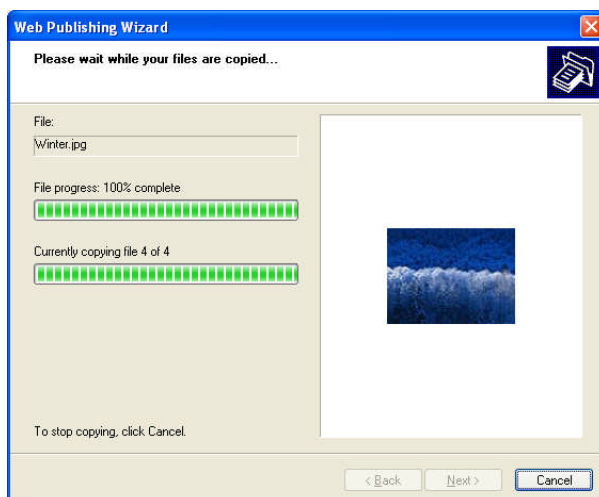 Web Publishing Wizard
Please wait while your files are copied...
File:
Winter.jpg
File progress: 100% complete
Currently copying file 4 of 4
To stop copying, click Cancel.
< Back Next > Cancel